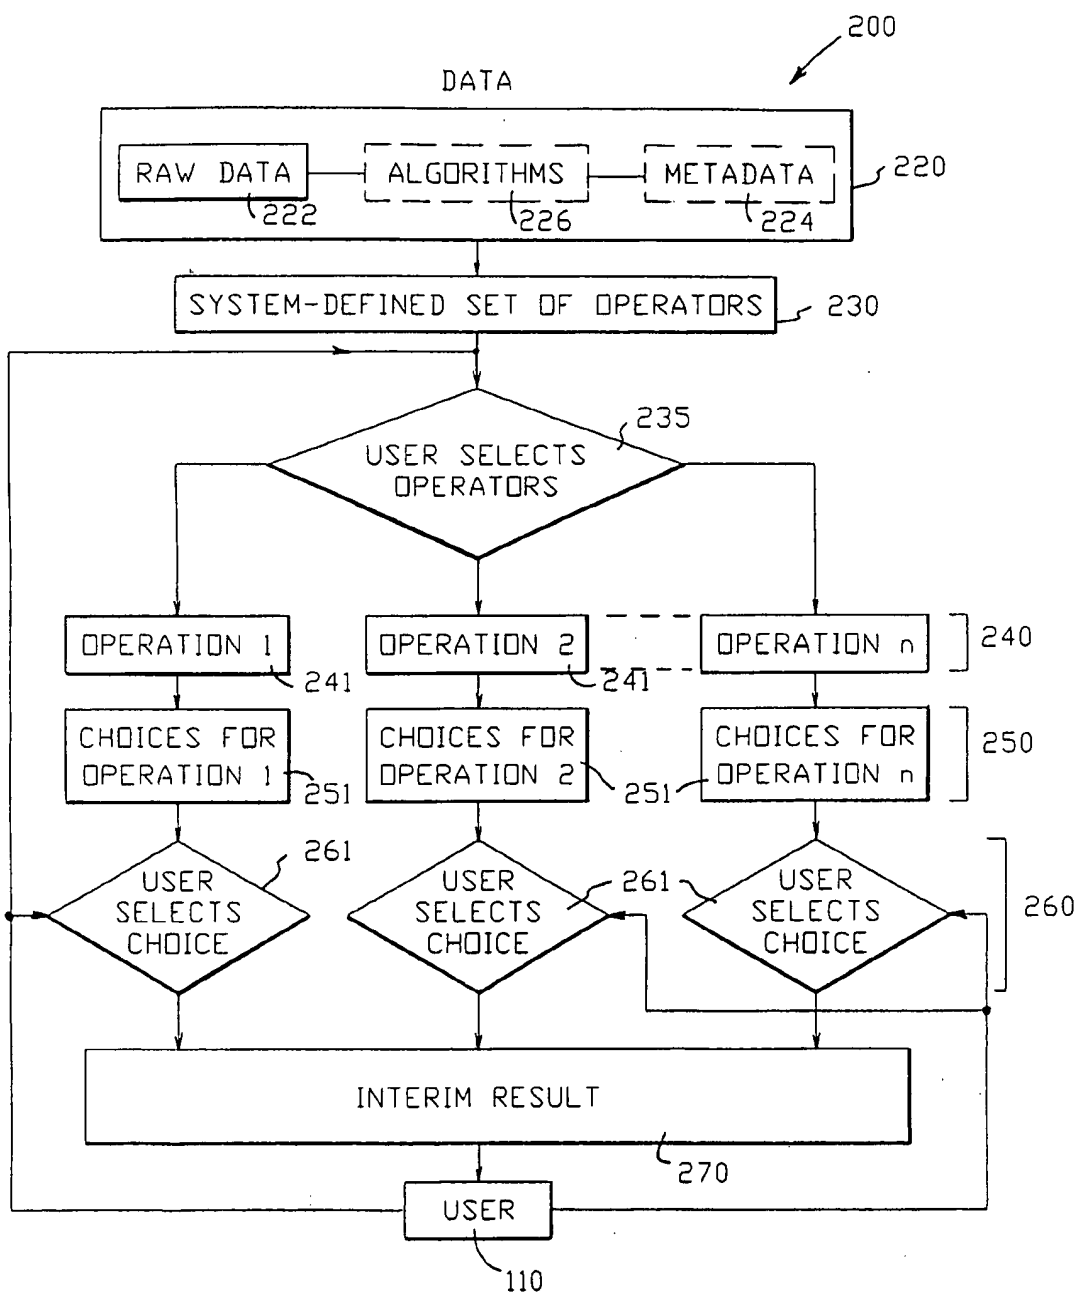 200
DATA
RAW DATA
ALGORITHMS
METADATA
220
222
226
224
SYSTEM-DEFINED SET OF OPERATORS
230
235
USER SELECTS
OPERATORS
OPERATION 1
OPERATION 2
OPERATION n
240
241
241
CHOICES FOR
OPERATION 1
CHOICES FOR
OPERATION 2
CHOICES FOR
OPERATION n
250
251
251
261
USER
SELECTS
CHOICE
USER
SELECTS
CHOICE
261
USER
SELECTS
CHOICE
260
INTERIM RESULT
270
USER
110